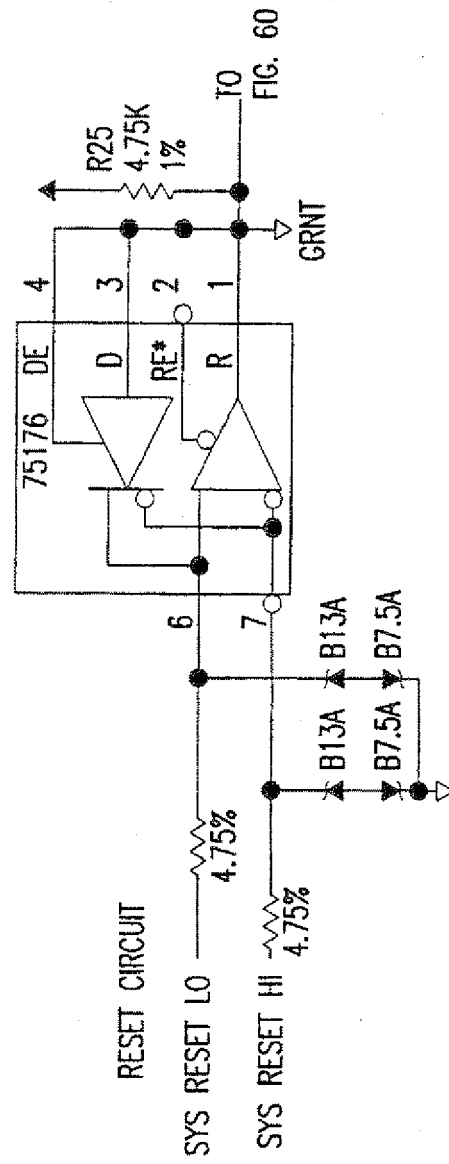 RESET CIRCUIT
SYS RESET LO
SYS RESET HI
4.75%
4.75%
6
7
75176
DE
D
RE*
R
4
3
2
1
R25
4.75K
1%
TO
FIG. 60
GRNT
B13A
B13A
B7.5A
B7.5A